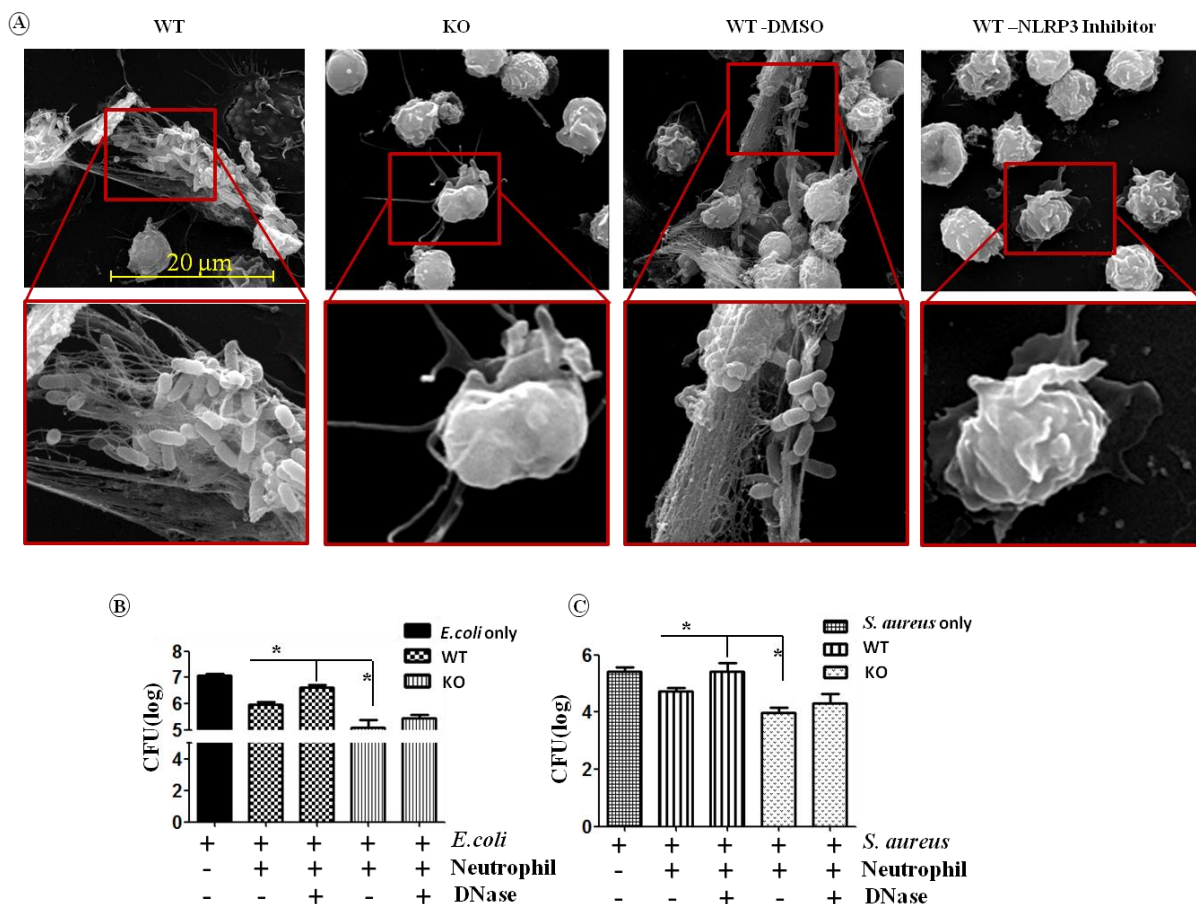 A
WT
KO
WT -DMSO
WT –NLRP3 Inhibitor
20 µm
B
E.coli only
WT
KO
*
*
CFU(log)
8
7
6
5
4
2
0
+ + + + + E.coli
- + + + + Neutrophil
- - + - + DNase
C
S. aureus only
WT
KO
*
*
CFU(log)
6
4
2
0
+ + + + + S. aureus
- + + + + Neutrophil
- - + - + DNase